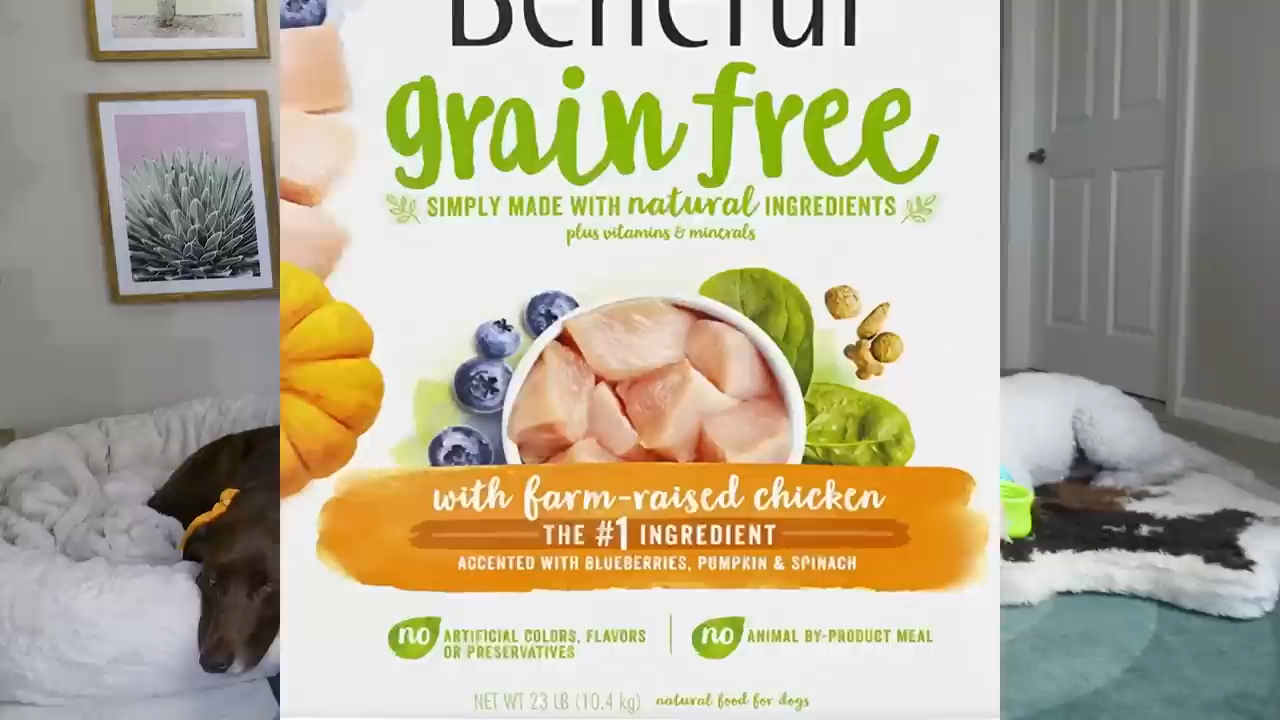 Beneful
grain free
SIMPLY MADE WITH natural INGREDIENTS
plus vitamins & minerals
with farm-raised chicken
THE #1 INGREDIENT
ACCENTED WITH BLUEBERRIES, PUMPKIN & SPINACH
no ARTIFICIAL COLORS, FLAVORS
OR PRESERVATIVES
no ANIMAL BY-PRODUCT MEAL
NET WT 23 LB (10.4 kg) natural food for dogs